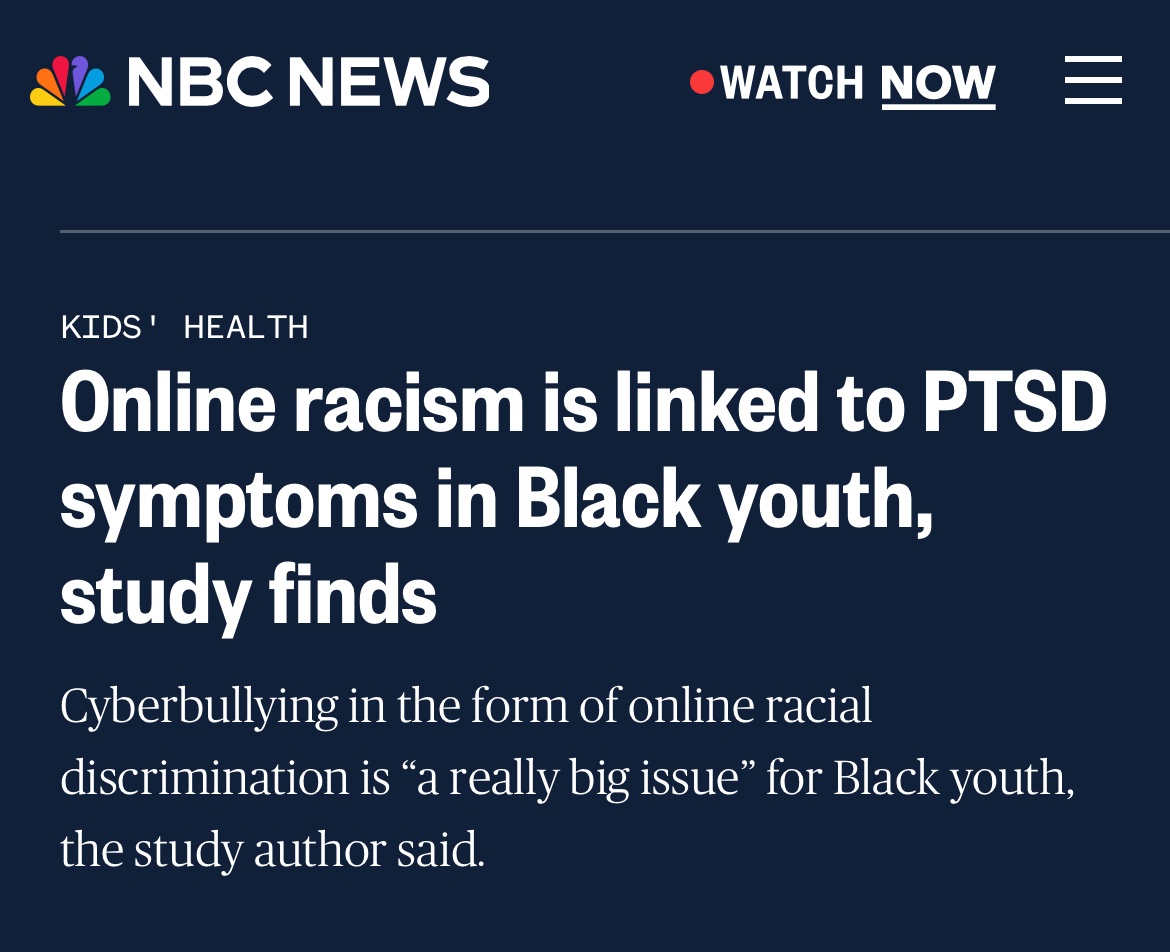 NBC NEWS
WATCH NOW
KIDS' HEALTH
Online racism is linked to PTSD
symptoms in Black youth,
study finds
Cyberbullying in the form of online racial
discrimination is “a really big issue” for Black youth,
the study author said.